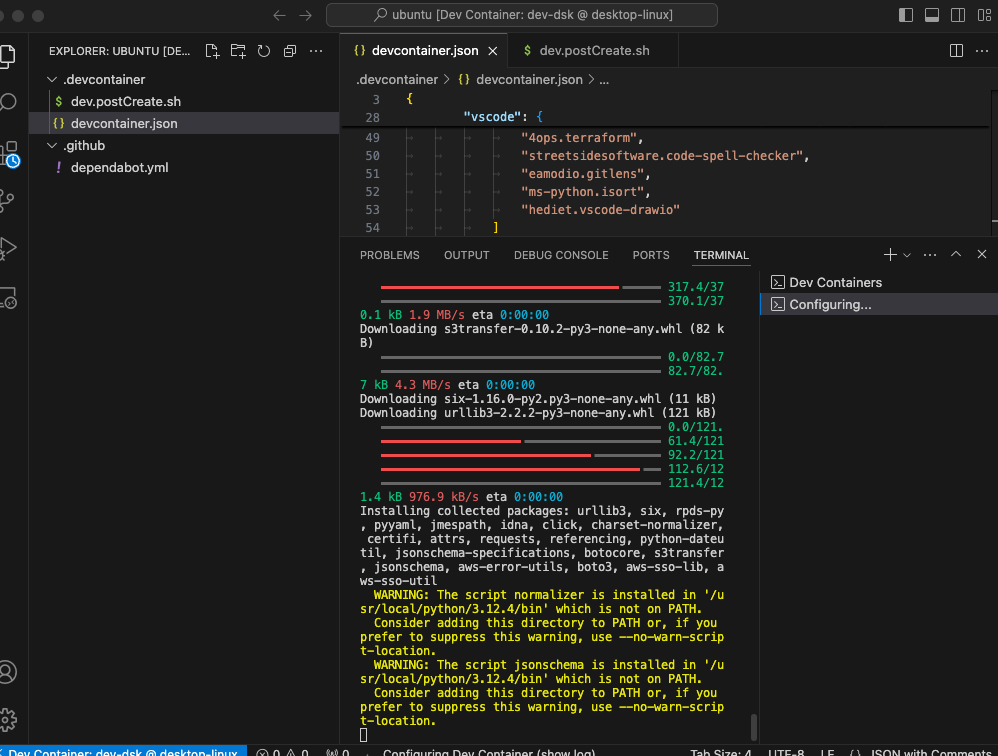 ubuntu [Dev Container: dev-dsk @ desktop-linux]
EXPLORER: UBUNTU [DE...
.devcontainer
$ dev.postCreate.sh
{} devcontainer.json
.github
! dependabot.yml
{} devcontainer.json
$ dev.postCreate.sh
.devcontainer > {} devcontainer.json > ...
3 {
28 "vscode": {
49 "4ops.terraform",
50 "streetsidesoftware.code-spell-checker",
51 "eamodio.gitlens",
52 "ms-python.isort",
53 "hediet.vscode-drawio"
54 ]
PROBLEMS OUTPUT DEBUG CONSOLE PORTS TERMINAL
Dev Containers
Configuring...
317.4/37
370.1/37
0.1 kB 1.9 MB/s eta 0:00:00
Downloading s3transfer-0.10.2-py3-none-any.whl (82 k
B)
0.0/82.7
82.7/82.
7 kB 4.3 MB/s eta 0:00:00
Downloading six-1.16.0-py2.py3-none-any.whl (11 kB)
Downloading urllib3-2.2.2-py3-none-any.whl (121 kB)
0.0/121.
61.4/121
92.2/121
112.6/12
121.4/12
1.4 kB 976.9 kB/s eta 0:00:00
Installing collected packages: urllib3, six, rpds-py
, pyyaml, jmespath, idna, click, charset-normalizer,
certifi, attrs, requests, referencing, python-dateu
til, jsonschema-specifications, botocore, s3transfer
, jsonschema, aws-error-utils, boto3, aws-sso-lib, a
ws-sso-util
WARNING: The script normalizer is installed in '/u
sr/local/python/3.12.4/bin' which is not on PATH.
Consider adding this directory to PATH or, if you
prefer to suppress this warning, use --no-warn-scrip
t-location.
WARNING: The script jsonschema is installed in '/u
sr/local/python/3.12.4/bin' which is not on PATH.
Consider adding this directory to PATH or, if you
prefer to suppress this warning, use --no-warn-scrip
t-location.
Dev Container: dev-dsk @ desktop-linux 0 0 0 Configuring Dev Container (show log) Tab Size: 4 UTF-8 LF {} JSON with Comments